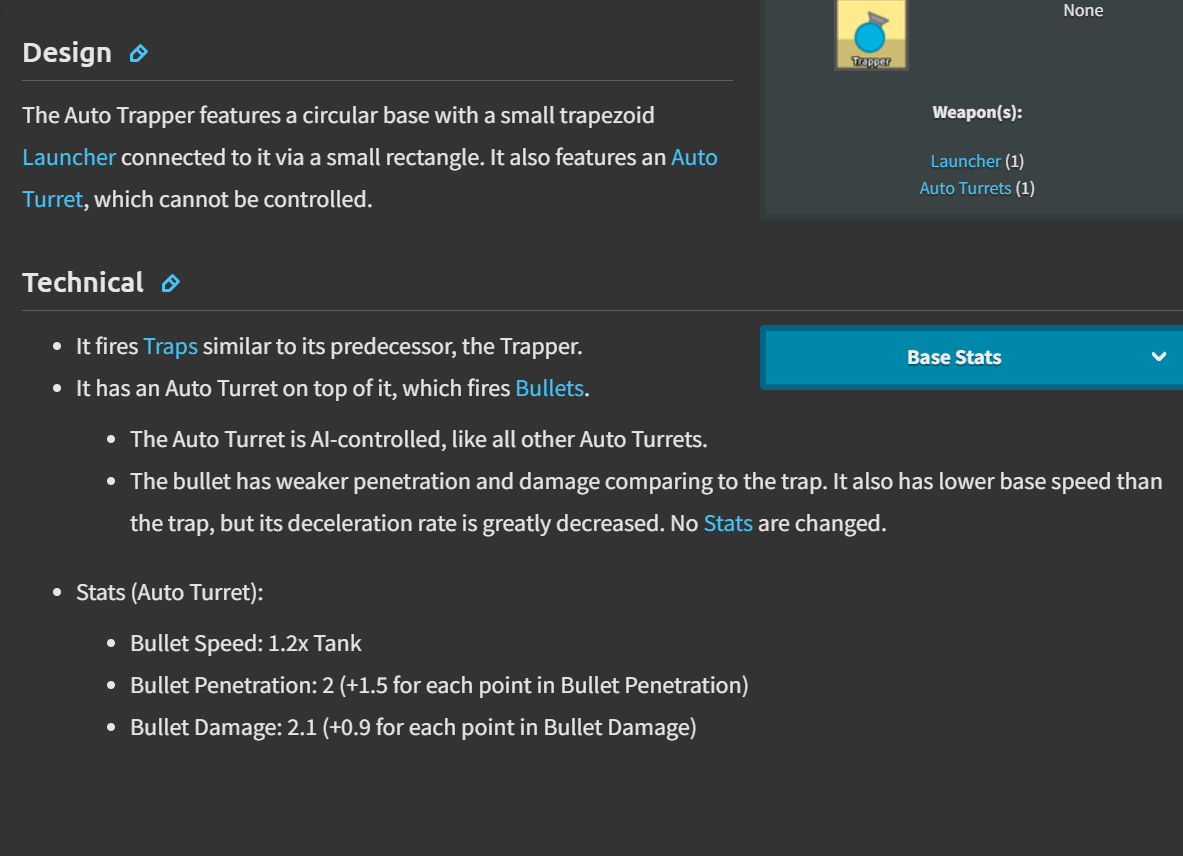 None
Trapper
Design
Weapon(s):
The Auto Trapper features a circular base with a small trapezoid
Launcher connected to it via a small rectangle. It also features an Auto
Turret, which cannot be controlled.
Launcher (1)
Auto Turrets (1)
Technical
It fires Traps similar to its predecessor, the Trapper.
It has an Auto Turret on top of it, which fires Bullets.
Base Stats
The Auto Turret is AI-controlled, like all other Auto Turrets.
The bullet has weaker penetration and damage comparing to the trap. It also has lower base speed than
the trap, but its deceleration rate is greatly decreased. No Stats are changed.
Stats (Auto Turret):
Bullet Speed: 1.2x Tank
Bullet Penetration: 2 (+1.5 for each point in Bullet Penetration)
Bullet Damage: 2.1 (+0.9 for each point in Bullet Damage)